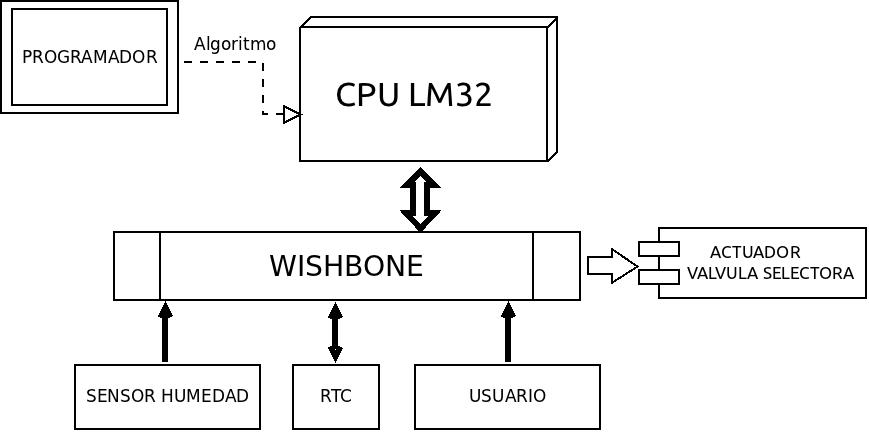 PROGRAMADOR
Algoritmo
CPU LM32
WISHBONE
ACTUADOR
VALVULA SELECTORA
SENSOR HUMEDAD
RTC
USUARIO